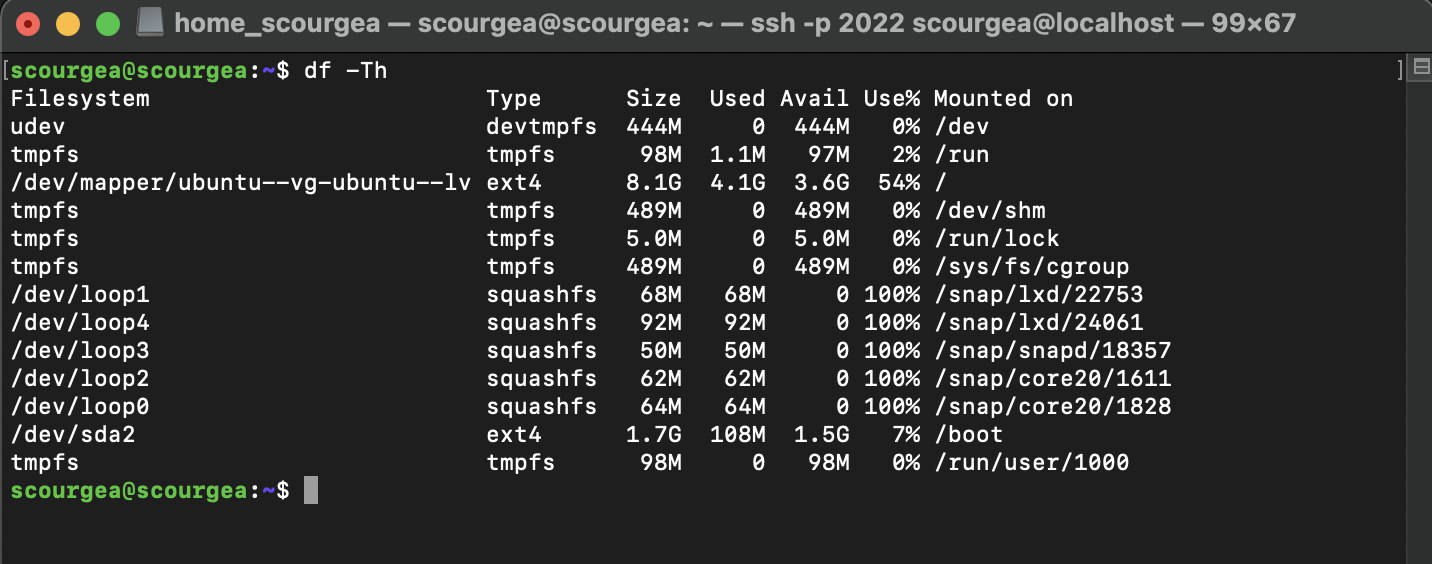 home_scourgea — scourgea@scourgea: ~ — ssh -p 2022 scourgea@localhost — 99×67
[scourgea@scourgea:~$ df -Th ]
Filesystem                        Type      Size  Used Avail Use% Mounted on
udev                              devtmpfs  444M     0  444M   0% /dev
tmpfs                             tmpfs      98M  1.1M   97M   2% /run
/dev/mapper/ubuntu--vg-ubuntu--lv ext4      8.1G  4.1G  3.6G  54% /
tmpfs                             tmpfs     489M     0  489M   0% /dev/shm
tmpfs                             tmpfs     5.0M     0  5.0M   0% /run/lock
tmpfs                             tmpfs     489M     0  489M   0% /sys/fs/cgroup
/dev/loop1                        squashfs   68M   68M     0 100% /snap/lxd/22753
/dev/loop4                        squashfs   92M   92M     0 100% /snap/lxd/24061
/dev/loop3                        squashfs   50M   50M     0 100% /snap/snapd/18357
/dev/loop2                        squashfs   62M   62M     0 100% /snap/core20/1611
/dev/loop0                        squashfs   64M   64M     0 100% /snap/core20/1828
/dev/sda2                         ext4      1.7G  108M  1.5G   7% /boot
tmpfs                             tmpfs      98M     0   98M   0% /run/user/1000
scourgea@scourgea:~$